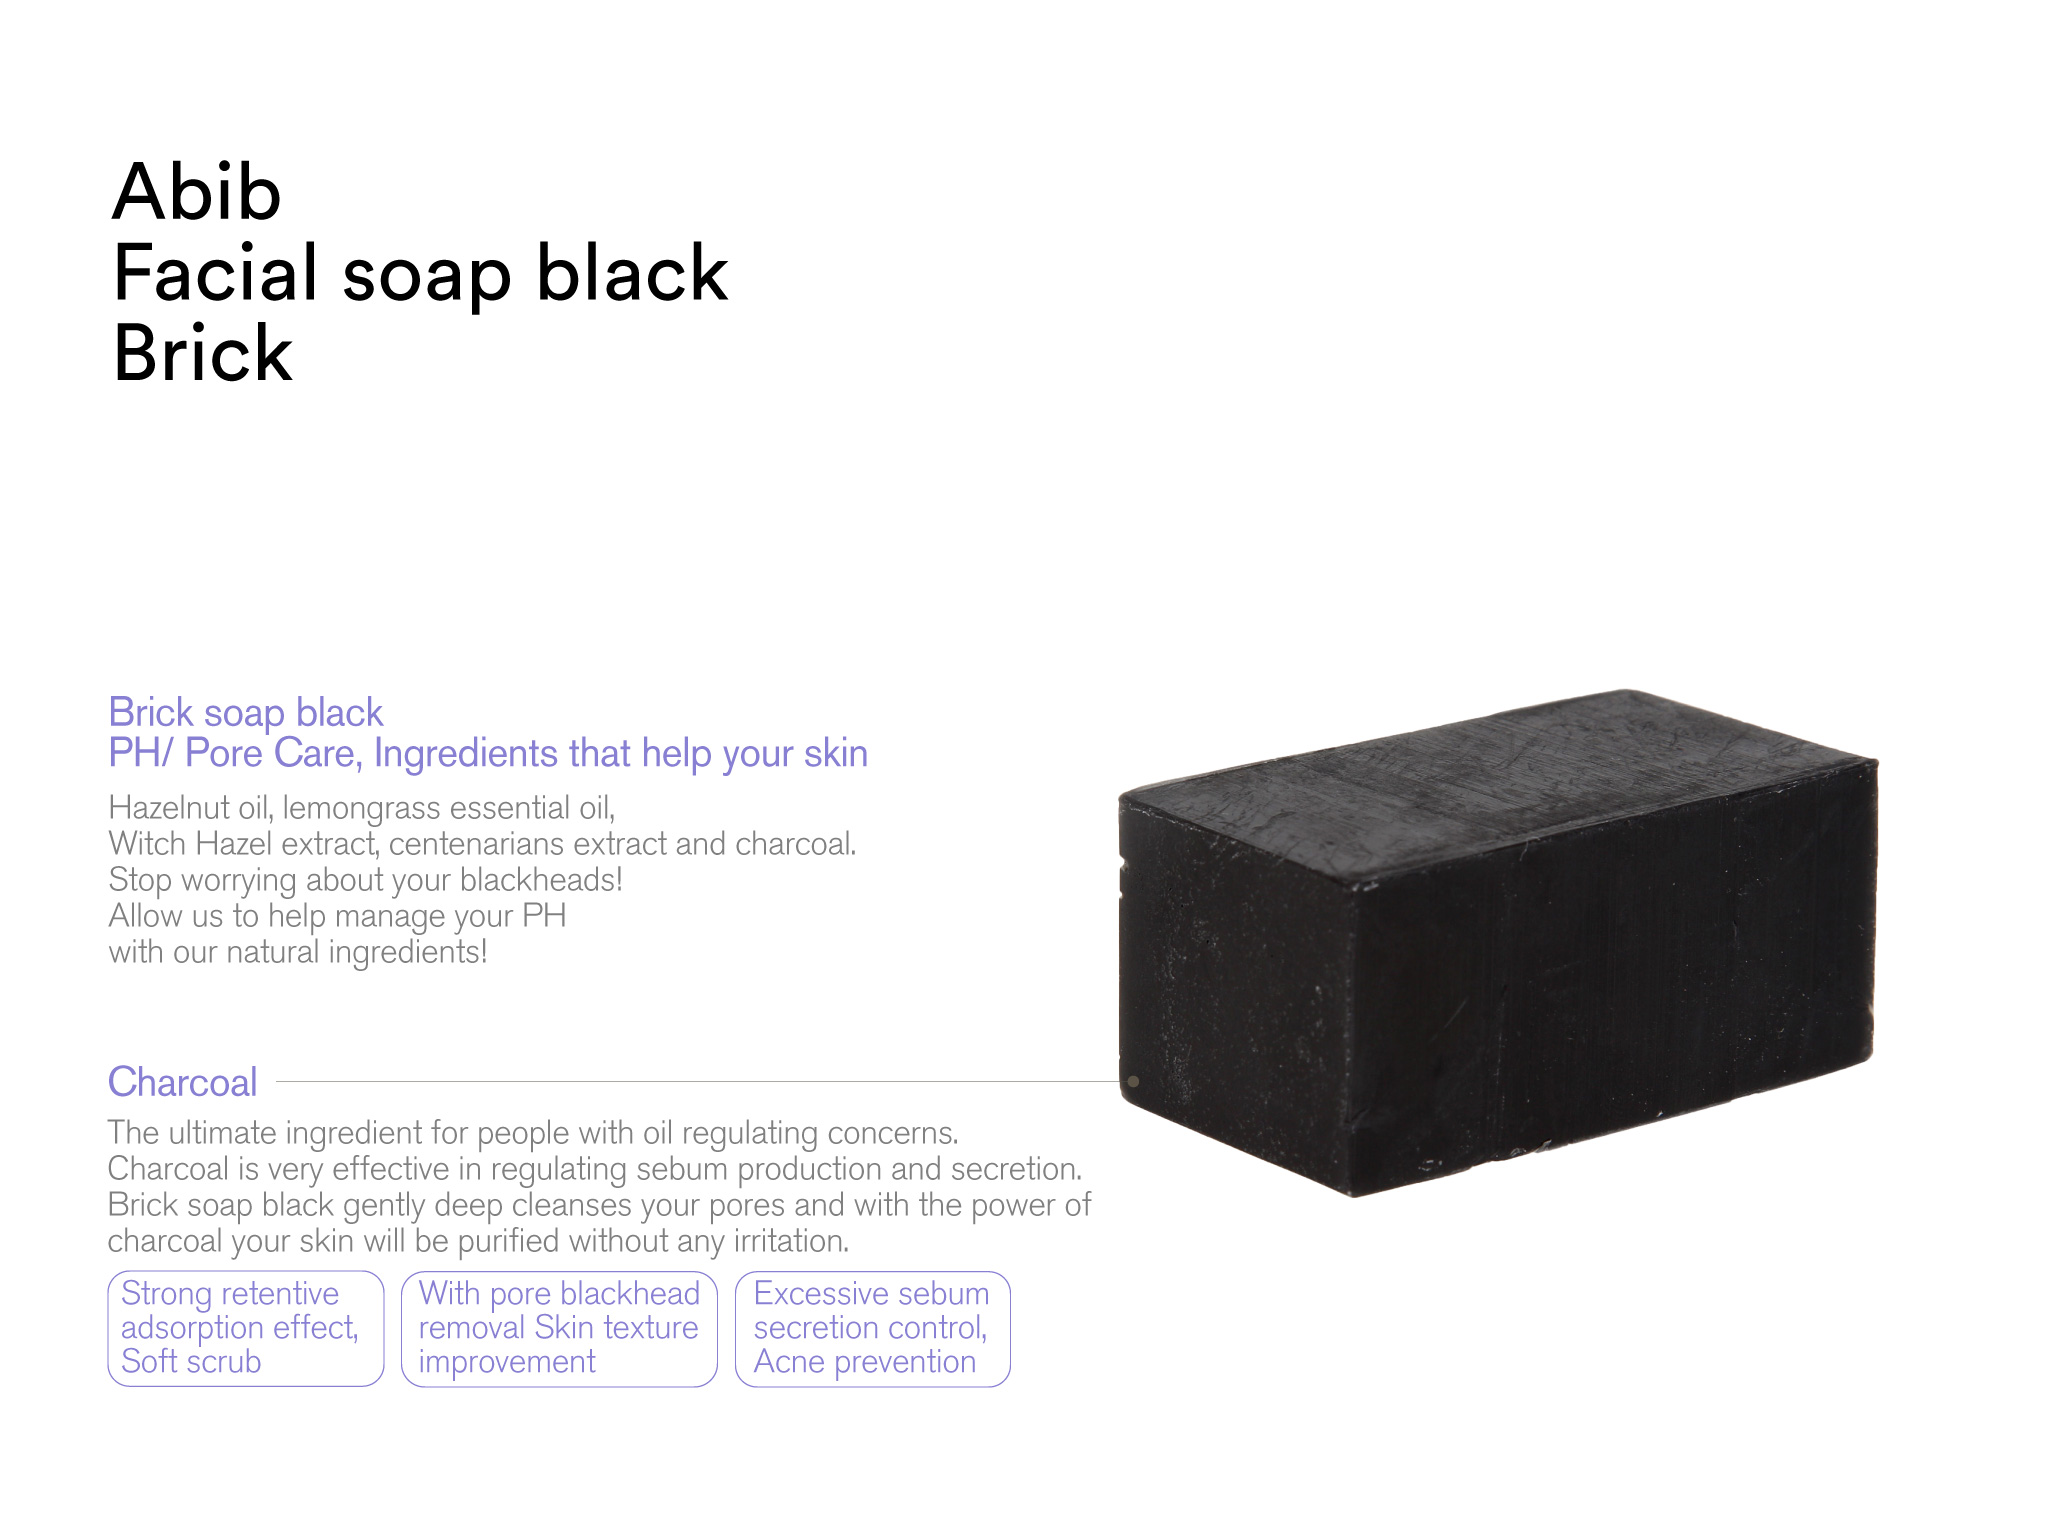 Abib
Facial soap black
Brick
Brick soap black
PH/ Pore Care, Ingredients that help your skin
Hazelnut oil, lemongrass essential oil,
Witch Hazel extract, centenarians extract and charcoal.
Stop worrying about your blackheads!
Allow us to help manage your PH
with our natural ingredients!
Charcoal
The ultimate ingredient for people with oil regulating concerns.
Charcoal is very effective in regulating sebum production and secretion.
Brick soap black gently deep cleanses your pores and with the power of
charcoal your skin will be purified without any irritation.
Strong retentive
adsorption effect,
Soft scrub
With pore blackhead
removal Skin texture
improvement
Excessive sebum
secretion control,
Acne prevention